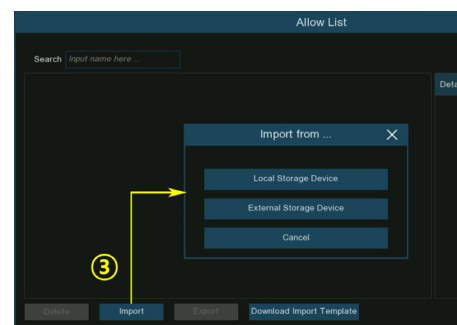 Allow List
Search Input name here ...
Deta
Import from ...
Local Storage Device
External Storage Device
Cancel
③
Delete Import Export Download Import Template